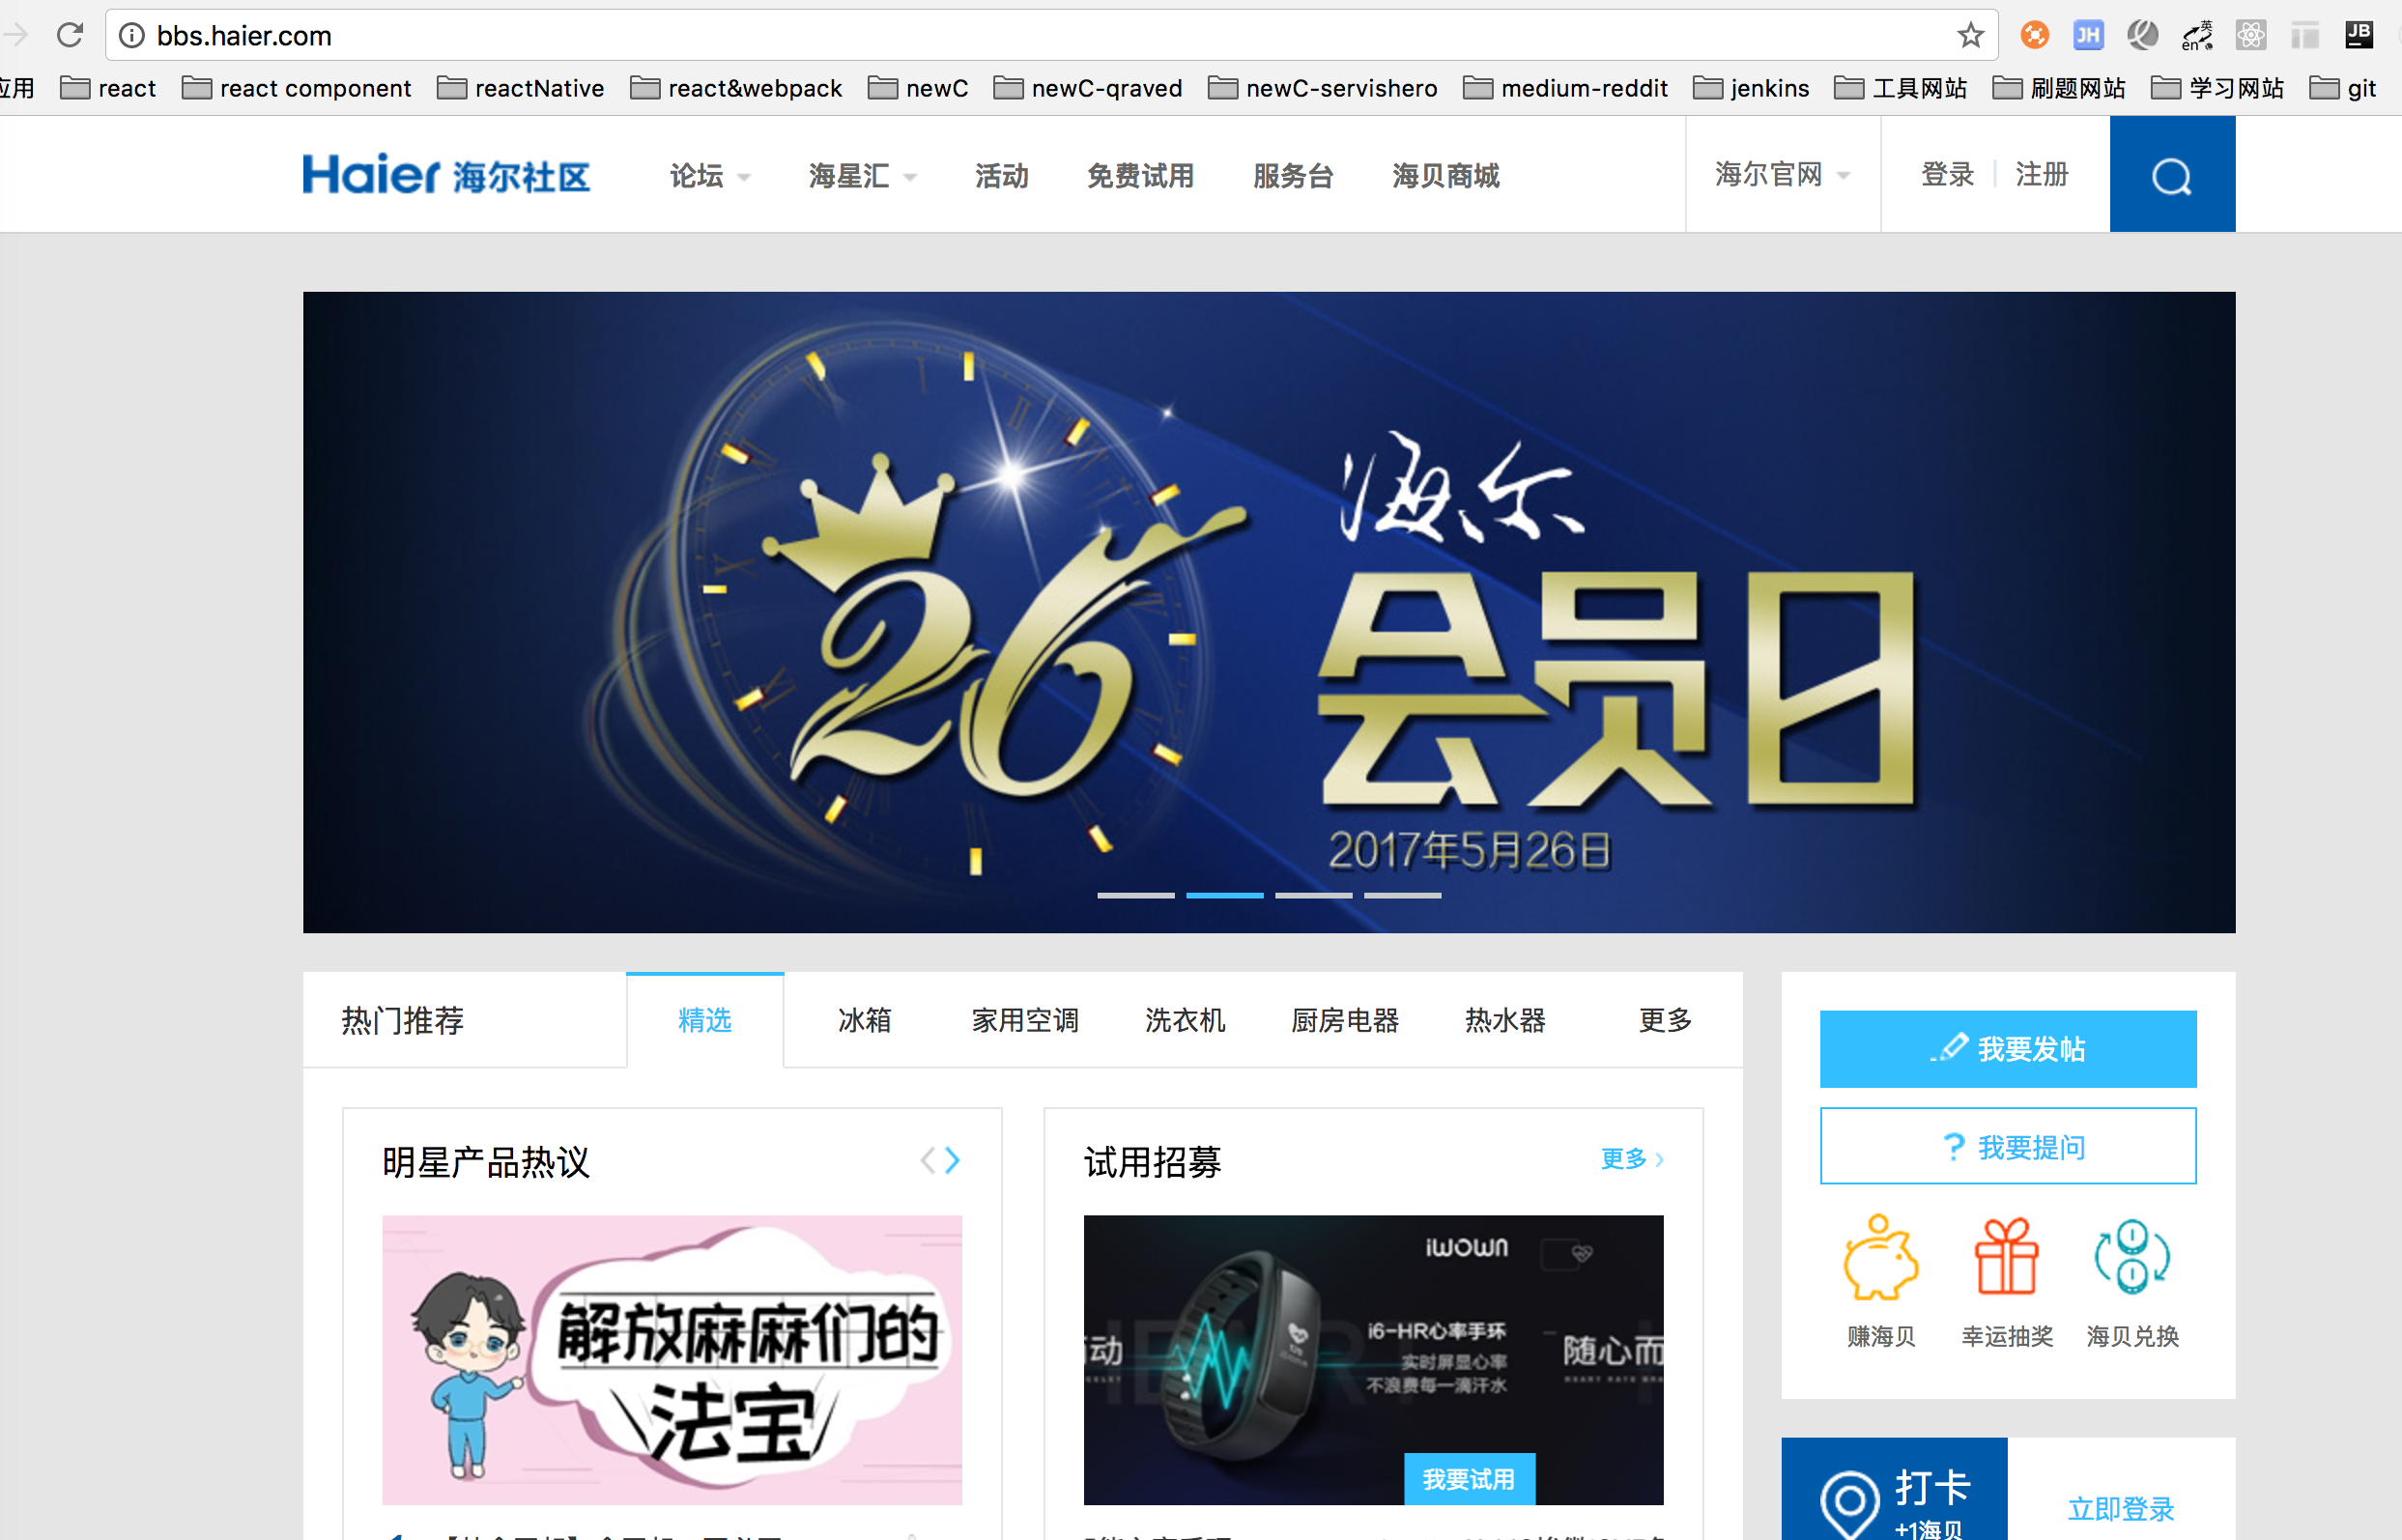 bbs.haier.com
应用 react react component reactNative react&webpack newC newC-qraved newC-servishero medium-reddit jenkins 工具网站 刷题网站 学习网站 git
Haier 海尔社区 论坛 海星汇 活动 免费试用 服务台 海贝商城 海尔官网 登录 注册
海尔
26 会员日
2017年5月26日
热门推荐 精选 冰箱 家用空调 洗衣机 厨房电器 热水器 更多
我要发帖
我要提问
赚海贝 幸运抽奖 海贝兑换
明星产品热议
解放麻麻们的
法宝
试用招募 更多
iwown
i6-HR心率手环
实时屏显心率
不浪费每一滴汗水
随心而
我要试用
打卡
+1海贝
立即登录